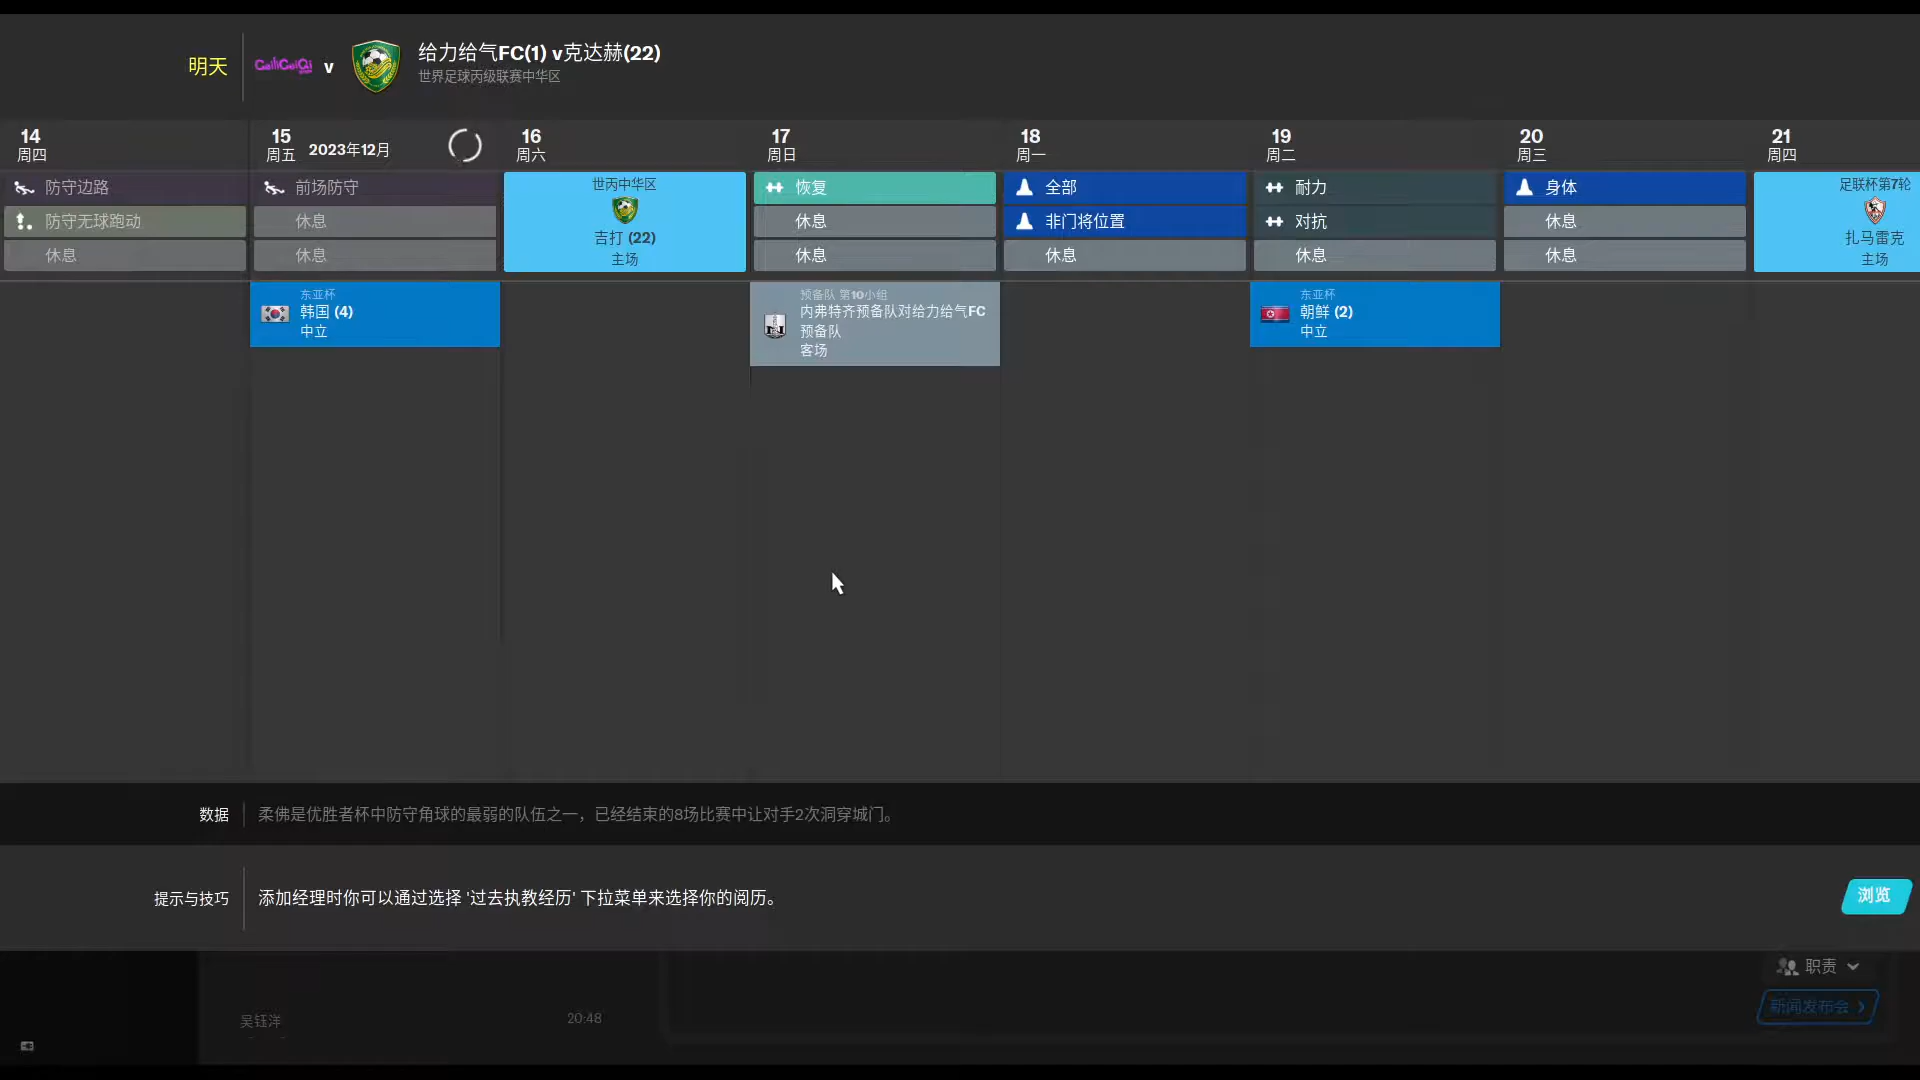 明天
GeiliGeiQi
v
给力给气FC(1) v克达赫(22)
世界足球丙级联赛中华区
14
周四
15
周五
2023年12月
16
周六
17
周日
18
周一
19
周二
20
周三
21
周四
防守边路
防守无球跑动
休息
前场防守
休息
休息
世丙中华区
吉打 (22)
主场
恢复
休息
休息
全部
非门将位置
休息
耐力
对抗
休息
身体
休息
休息
足联杯第7轮
扎马雷克
主场
东亚杯
韩国 (4)
中立
预备队 第10小组
内弗特齐预备队对给力给气FC
预备队
客场
东亚杯
朝鲜 (2)
中立
数据
柔佛是优胜者杯中防守角球的最弱的队伍之一，已经结束的8场比赛中让对手2次洞穿城门。
提示与技巧
添加经理时你可以通过选择 '过去执教经历' 下拉菜单来选择你的阅历。
浏览
职责
新闻发布会
吴钰洋
20:48